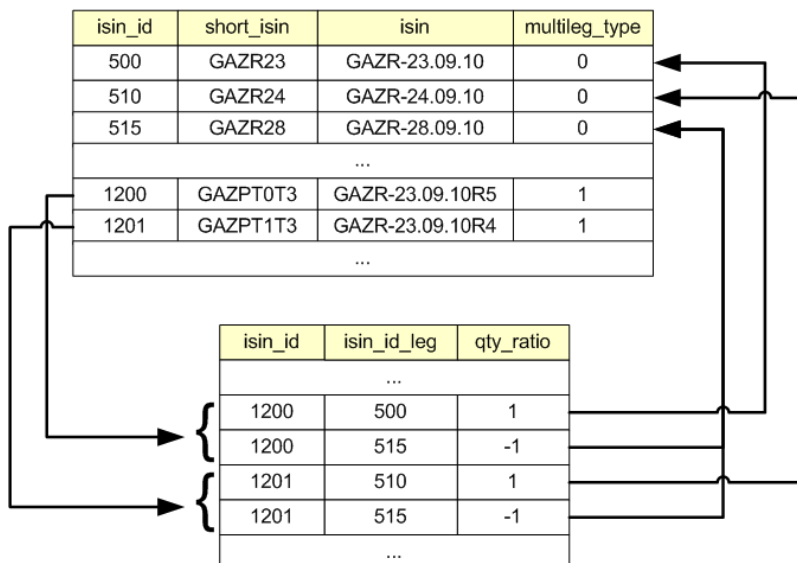 isin_id short_isin isin multileg_type
500 GAZR23 GAZR-23.09.10 0
510 GAZR24 GAZR-24.09.10 0
515 GAZR28 GAZR-28.09.10 0
...
1200 GAZPT0T3 GAZR-23.09.10R5 1
1201 GAZPT1T3 GAZR-23.09.10R4 1
...
isin_id isin_id_leg qty_ratio
...
1200 500 1
1200 515 -1
1201 510 1
1201 515 -1
...